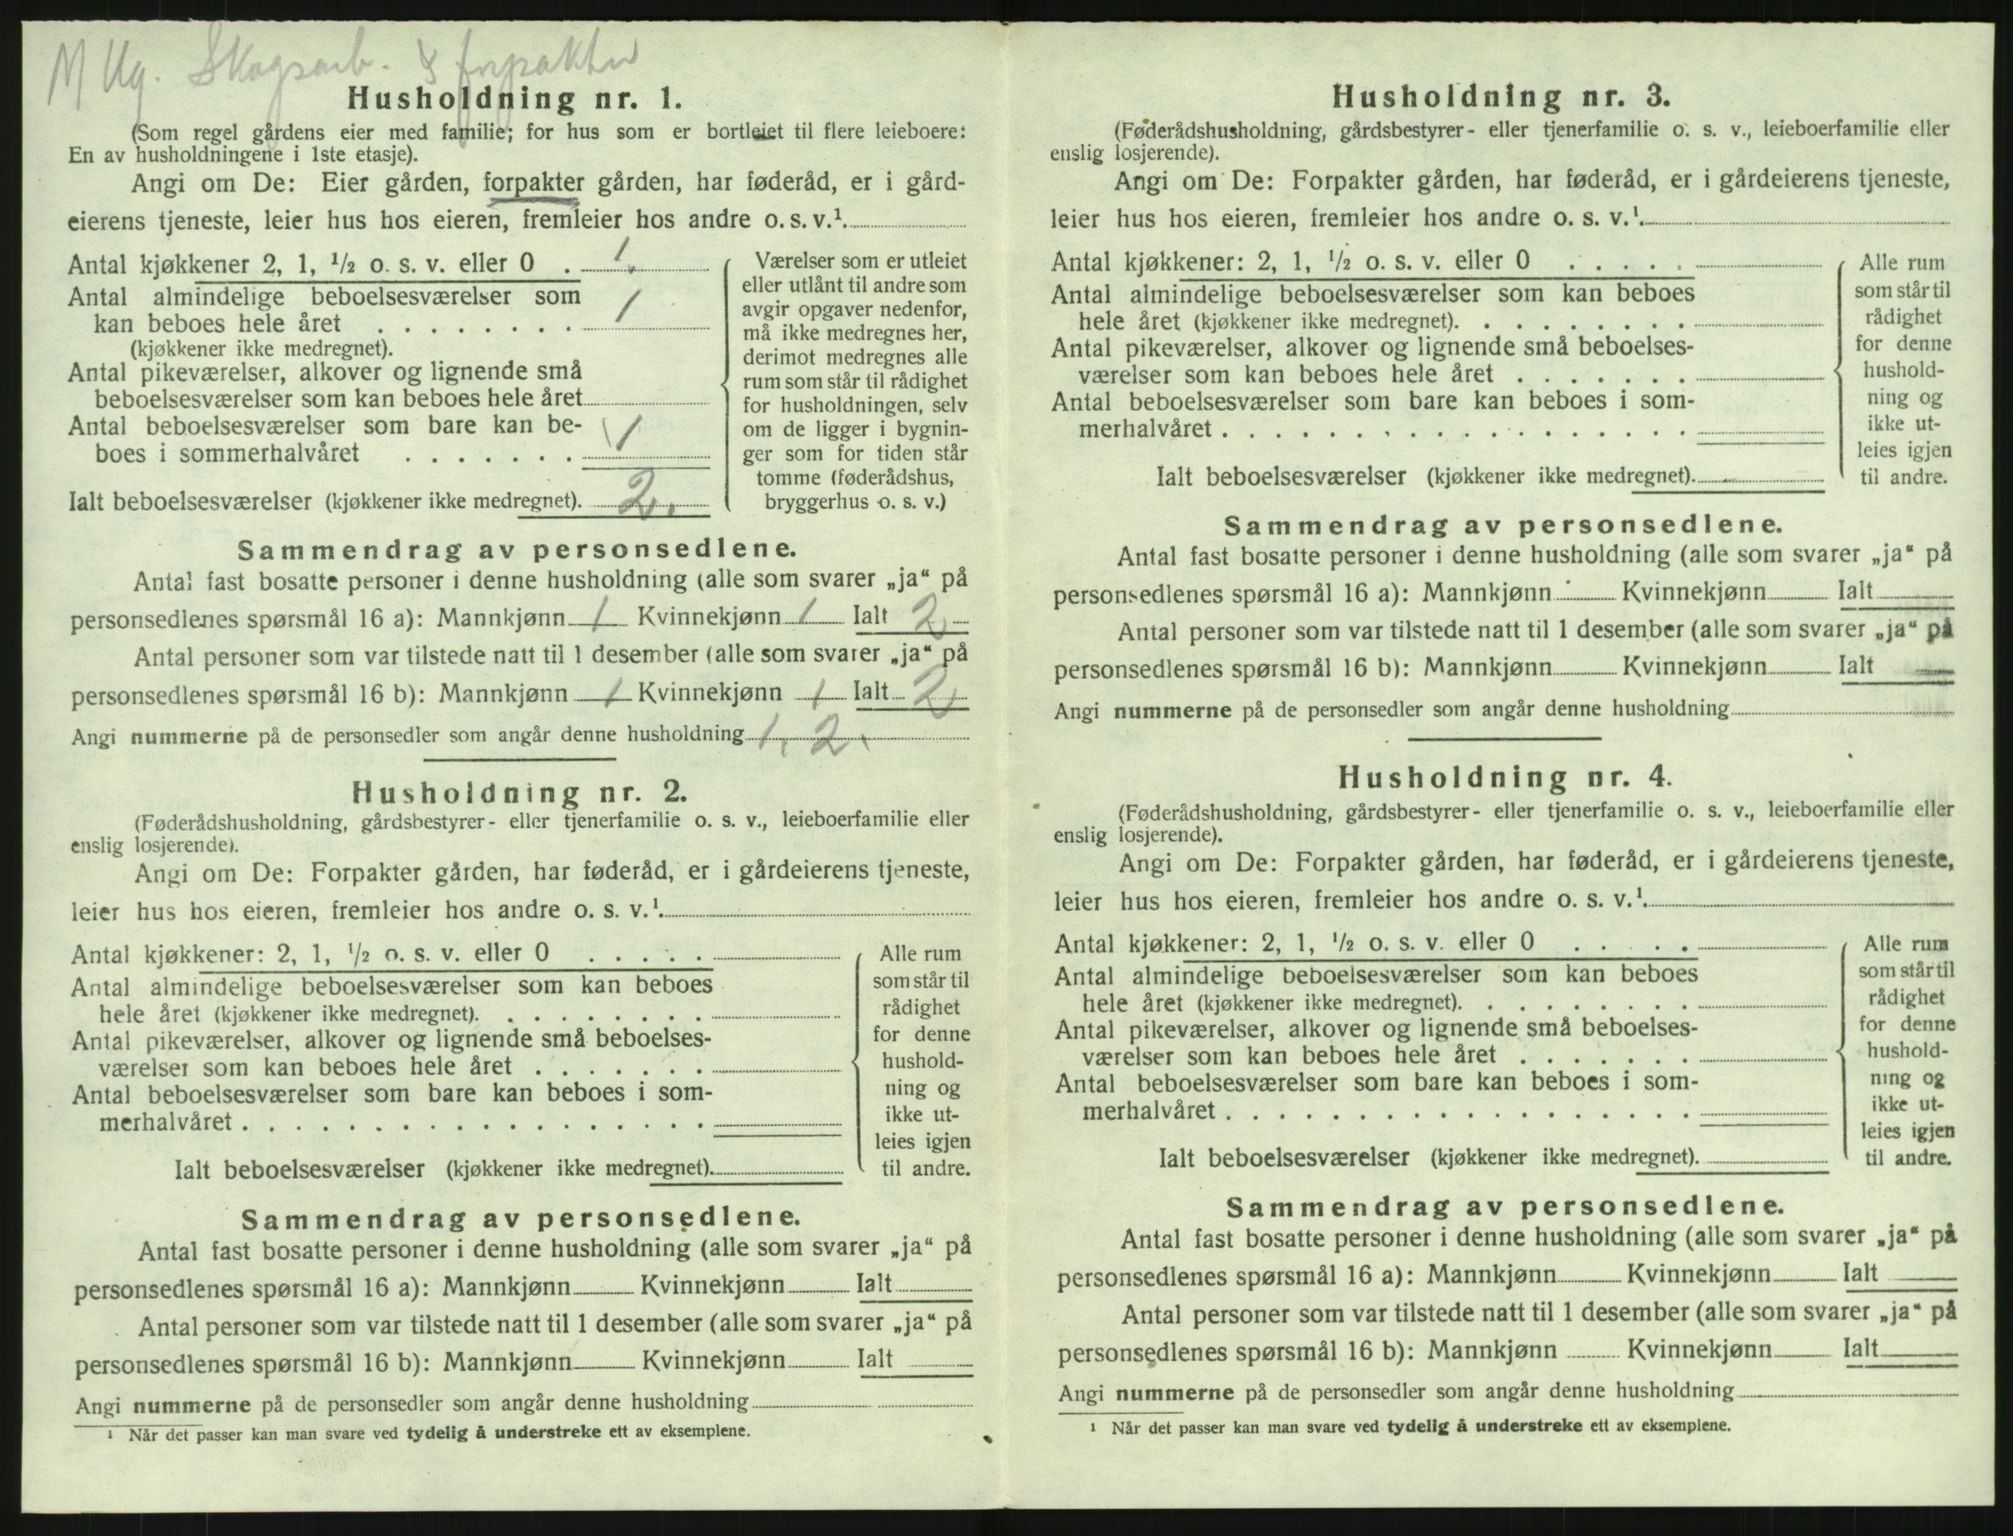 M Ug. Skogsarb. & forpakter
Husholdning nr. 1.
(Som regel gårdens eier med familie; for hus som er bortleiet til flere leieboere:
En av husholdningene i 1ste etasje).
Angi om De: Eier gården, forpakter gården, har føderåd, er i gård-
eierens tjeneste, leier hus hos eieren, fremleier hos andre o. s. v.¹.
Antal kjøkkener 2, 1, ½ o. s. v. eller 0 . 1.
Antal almindelige beboelsesværelser som
kan beboes hele året . . . . . . . . 1
(kjøkkener ikke medregnet).
Antal pikeværelser, alkover og lignende små
beboelsesværelser som kan beboes hele året
Antal beboelsesværelser som bare kan be-
boes i sommerhalvåret . . . . . . . 1
Ialt beboelsesværelser (kjøkkener ikke medregnet). 2.
Værelser som er utleiet
eller utlånt til andre som
avgir opgaver nedenfor,
må ikke medregnes her,
derimot medregnes alle
rum som står til rådighet
for husholdningen, selv
om de ligger i bygnin-
ger som for tiden står
tomme (føderådshus,
bryggerhus o. s. v.)
Sammendrag av personsedlene.
Antal fast bosatte personer i denne husholdning (alle som svarer „ja“ på
personsedlenes spørsmål 16 a): Mannkjønn 1 Kvinnekjønn 1 Ialt 2
Antal personer som var tilstede natt til 1 desember (alle som svarer „ja“ på
personsedlenes spørsmål 16 b): Mannkjønn 1 Kvinnekjønn 1 Ialt 2
Angi nummerne på de personsedler som angår denne husholdning 1, 2.
Husholdning nr. 2.
(Føderådshusholdning, gårdsbestyrer- eller tjenerfamilie o. s. v., leieboerfamilie eller
enslig losjerende).
Angi om De: Forpakter gården, har føderåd, er i gårdeierens tjeneste,
leier hus hos eieren, fremleier hos andre o. s. v.¹.
Antal kjøkkener: 2, 1, ½ o. s. v. eller 0 . . . . .
Antal almindelige beboelsesværelser som kan beboes
hele året (kjøkkener ikke medregnet). . . . . . . . .
Antal pikeværelser, alkover og lignende små beboelses-
værelser som kan beboes hele året . . . . . . .
Antal beboelsesværelser som bare kan beboes i som-
merhalvåret . . . . . . . . . . . . . . . . . .
Ialt beboelsesværelser (kjøkkener ikke medregnet).
Alle rum
som står til
rådighet
for denne
hushold-
ning og
ikke ut-
leies igjen
til andre.
Sammendrag av personsedlene.
Antal fast bosatte personer i denne husholdning (alle som svarer „ja“ på
personsedlenes spørsmål 16 a): Mannkjønn Kvinnekjønn Ialt
Antal personer som var tilstede natt til 1 desember (alle som svarer „ja“ på
personsedlenes spørsmål 16 b): Mannkjønn Kvinnekjønn Ialt
Angi nummerne på de personsedler som angår denne husholdning
¹ Når det passer kan man svare ved tydelig å understreke ett av eksemplene.
Husholdning nr. 3.
(Føderådshusholdning, gårdsbestyrer- eller tjenerfamilie o. s. v., leieboerfamilie eller
enslig losjerende).
Angi om De: Forpakter gården, har føderåd, er i gårdeierens tjeneste,
leier hus hos eieren, fremleier hos andre o. s. v.¹.
Antal kjøkkener: 2, 1, ½ o. s. v. eller 0 . . . . .
Antal almindelige beboelsesværelser som kan beboes
hele året (kjøkkener ikke medregnet). . . . . . . . .
Antal pikeværelser, alkover og lignende små beboelses-
værelser som kan beboes hele året . . . . . . .
Antal beboelsesværelser som bare kan beboes i som-
merhalvåret . . . . . . . . . . . . . . . . . .
Ialt beboelsesværelser (kjøkkener ikke medregnet).
Alle rum
som står til
rådighet
for denne
hushold-
ning og
ikke ut-
leies igjen
til andre.
Sammendrag av personsedlene.
Antal fast bosatte personer i denne husholdning (alle som svarer „ja“ på
personsedlenes spørsmål 16 a): Mannkjønn Kvinnekjønn Ialt
Antal personer som var tilstede natt til 1 desember (alle som svarer „ja“ på
personsedlenes spørsmål 16 b): Mannkjønn Kvinnekjønn Ialt
Angi nummerne på de personsedler som angår denne husholdning
Husholdning nr. 4.
(Føderådshusholdning, gårdsbestyrer- eller tjenerfamilie o. s. v., leieboerfamilie eller
enslig losjerende).
Angi om De: Forpakter gården, har føderåd, er i gårdeierens tjeneste,
leier hus hos eieren, fremleier hos andre o. s. v.¹.
Antal kjøkkener: 2, 1, ½ o. s. v. eller 0 . . . . .
Antal almindelige beboelsesværelser som kan beboes
hele året (kjøkkener ikke medregnet). . . . . . . . .
Antal pikeværelser, alkover og lignende små beboelses-
værelser som kan beboes hele året . . . . . . .
Antal beboelsesværelser som bare kan beboes i som-
merhalvåret . . . . . . . . . . . . . . . . . .
Ialt beboelsesværelser (kjøkkener ikke medregnet).
Alle rum
som står til
rådighet
for denne
hushold-
ning og
ikke ut-
leies igjen
til andre.
Sammendrag av personsedlene.
Antal fast bosatte personer i denne husholdning (alle som svarer „ja“ på
personsedlenes spørsmål 16 a): Mannkjønn Kvinnekjønn Ialt
Antal personer som var tilstede natt til 1 desember (alle som svarer „ja“ på
personsedlenes spørsmål 16 b): Mannkjønn Kvinnekjønn Ialt
Angi nummerne på de personsedler som angår denne husholdning
¹ Når det passer kan man svare ved tydelig å understreke ett av eksemplene.